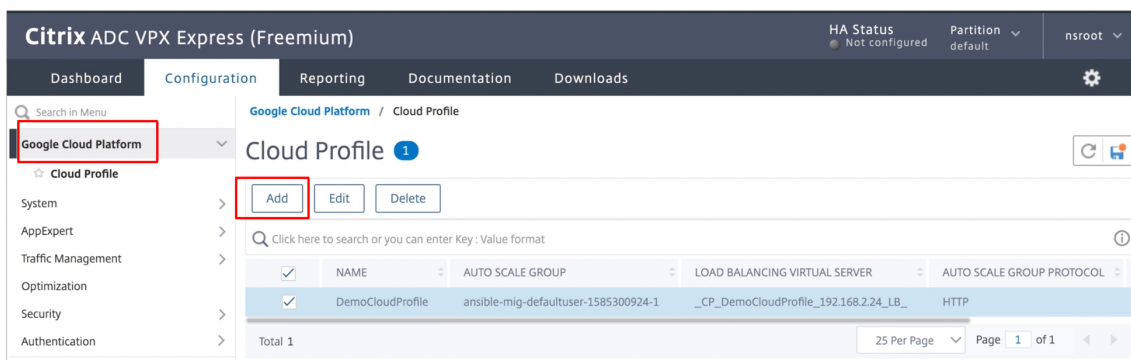 Citrix ADC VPX Express (Freemium)
HA Status
Not configured
Partition
default
nsroot
Dashboard Configuration Reporting Documentation Downloads
Search in Menu
Google Cloud Platform
Cloud Profile
System
AppExpert
Traffic Management
Optimization
Security
Authentication
Google Cloud Platform / Cloud Profile
Cloud Profile 1
Add Edit Delete
Click here to search or you can enter Key : Value format
NAME AUTO SCALE GROUP LOAD BALANCING VIRTUAL SERVER AUTO SCALE GROUP PROTOCOL
DemoCloudProfile ansible-mig-defaultuser-1585300924-1 _CP_DemoCloudProfile_192.168.2.24_LB_ HTTP
Total 1 25 Per Page Page 1 of 1